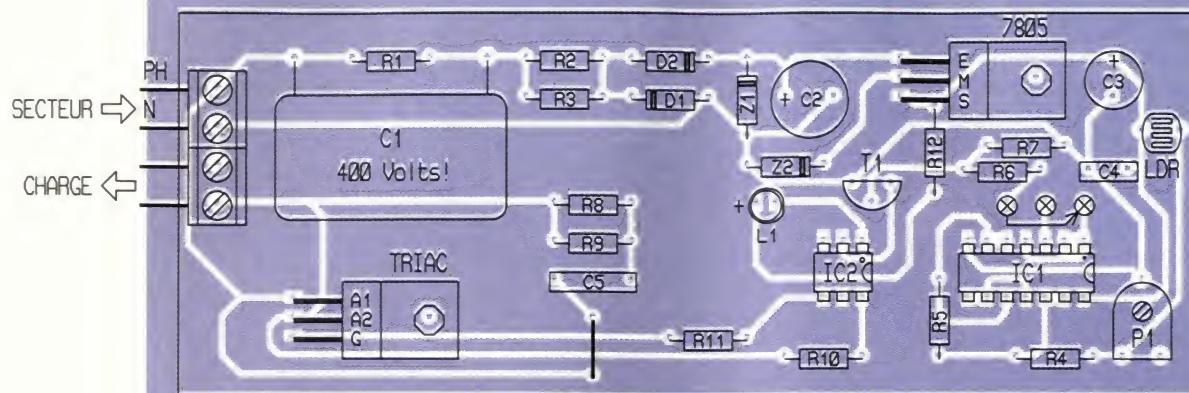 7805
PH
SECTEUR
N
CHARGE
R1
R2
R3
D2
D1
Z1
+ C2
E
M
S
+
C3
C1
400 Volts!
Z2
T1
R12
R7
R6
C4
LDR
R8
R9
+
L1
C5
IC2
IC1
TRIAC
A1
A2
G
R11
R10
R5
R4
P1